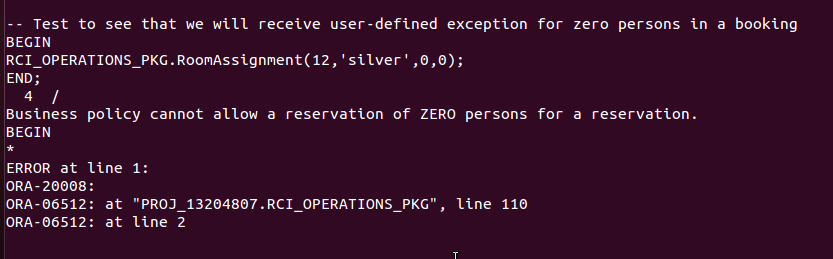 -- Test to see that we will receive user-defined exception for zero persons in a booking
BEGIN
RCI_OPERATIONS_PKG.RoomAssignment(12,'silver',0,0);
END;
  4  /
Business policy cannot allow a reservation of ZERO persons for a reservation.
BEGIN
*
ERROR at line 1:
ORA-20008:
ORA-06512: at "PROJ_13204807.RCI_OPERATIONS_PKG", line 110
ORA-06512: at line 2